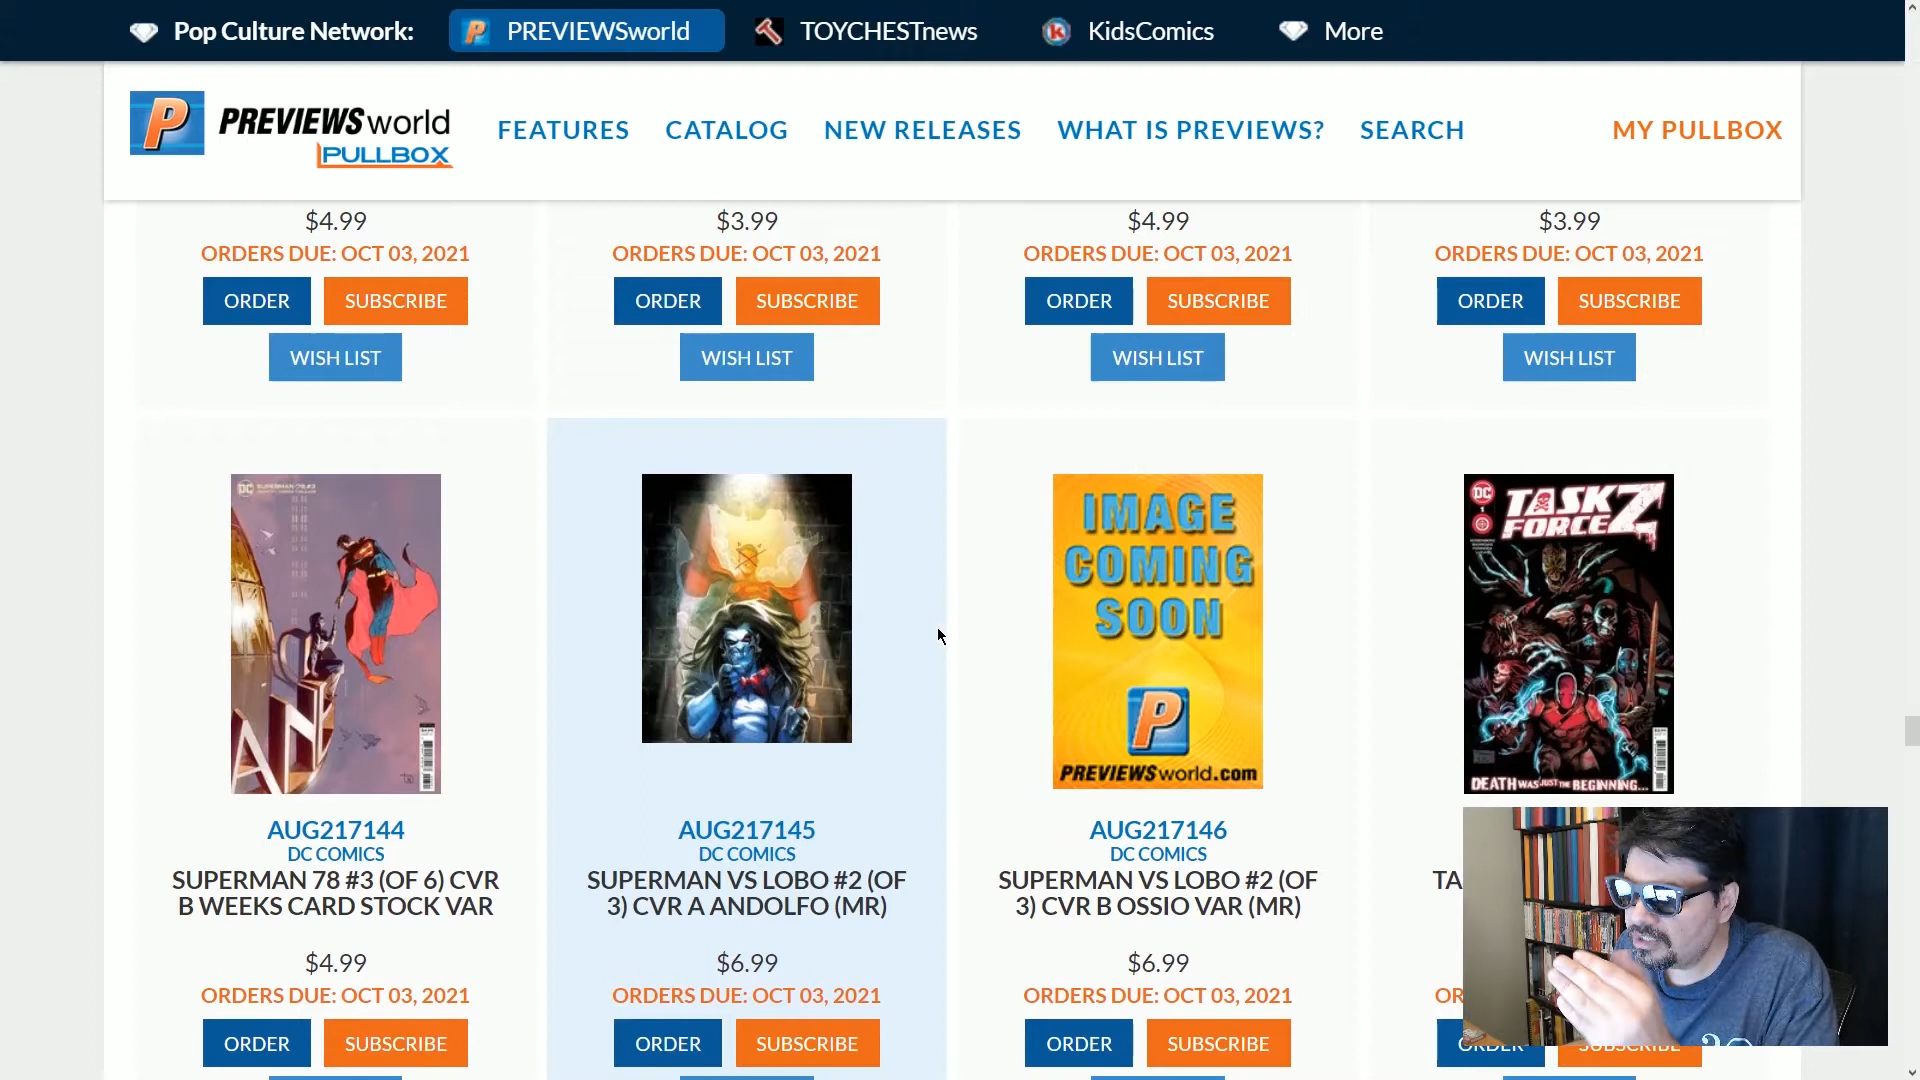 Pop Culture Network:
PREVIEWSworld
TOYCHESTnews
KidsComics
More
PREVIEWSworld
PULLBOX
FEATURES
CATALOG
NEW RELEASES
WHAT IS PREVIEWS?
SEARCH
MY PULLBOX
$4.99
ORDERS DUE: OCT 03, 2021
ORDER
SUBSCRIBE
WISH LIST
$3.99
ORDERS DUE: OCT 03, 2021
ORDER
SUBSCRIBE
WISH LIST
$4.99
ORDERS DUE: OCT 03, 2021
ORDER
SUBSCRIBE
WISH LIST
$3.99
ORDERS DUE: OCT 03, 2021
ORDER
SUBSCRIBE
WISH LIST
DC
SUPERMAN '78 #3
AUG217144
DC COMICS
SUPERMAN 78 #3 (OF 6) CVR
B WEEKS CARD STOCK VAR
$4.99
ORDERS DUE: OCT 03, 2021
ORDER
SUBSCRIBE
AUG217145
DC COMICS
SUPERMAN VS LOBO #2 (OF
3) CVR A ANDOLFO (MR)
$6.99
ORDERS DUE: OCT 03, 2021
ORDER
SUBSCRIBE
IMAGE
COMING
SOON
P
PREVIEWSworld.com
AUG217146
DC COMICS
SUPERMAN VS LOBO #2 (OF
3) CVR B OSSIO VAR (MR)
$6.99
ORDERS DUE: OCT 03, 2021
ORDER
SUBSCRIBE
DC
1
TASK
FORCE Z
DEATH WAS JUST THE BEGINNING...
TA
OR
ORDER
SUBSCRIBE